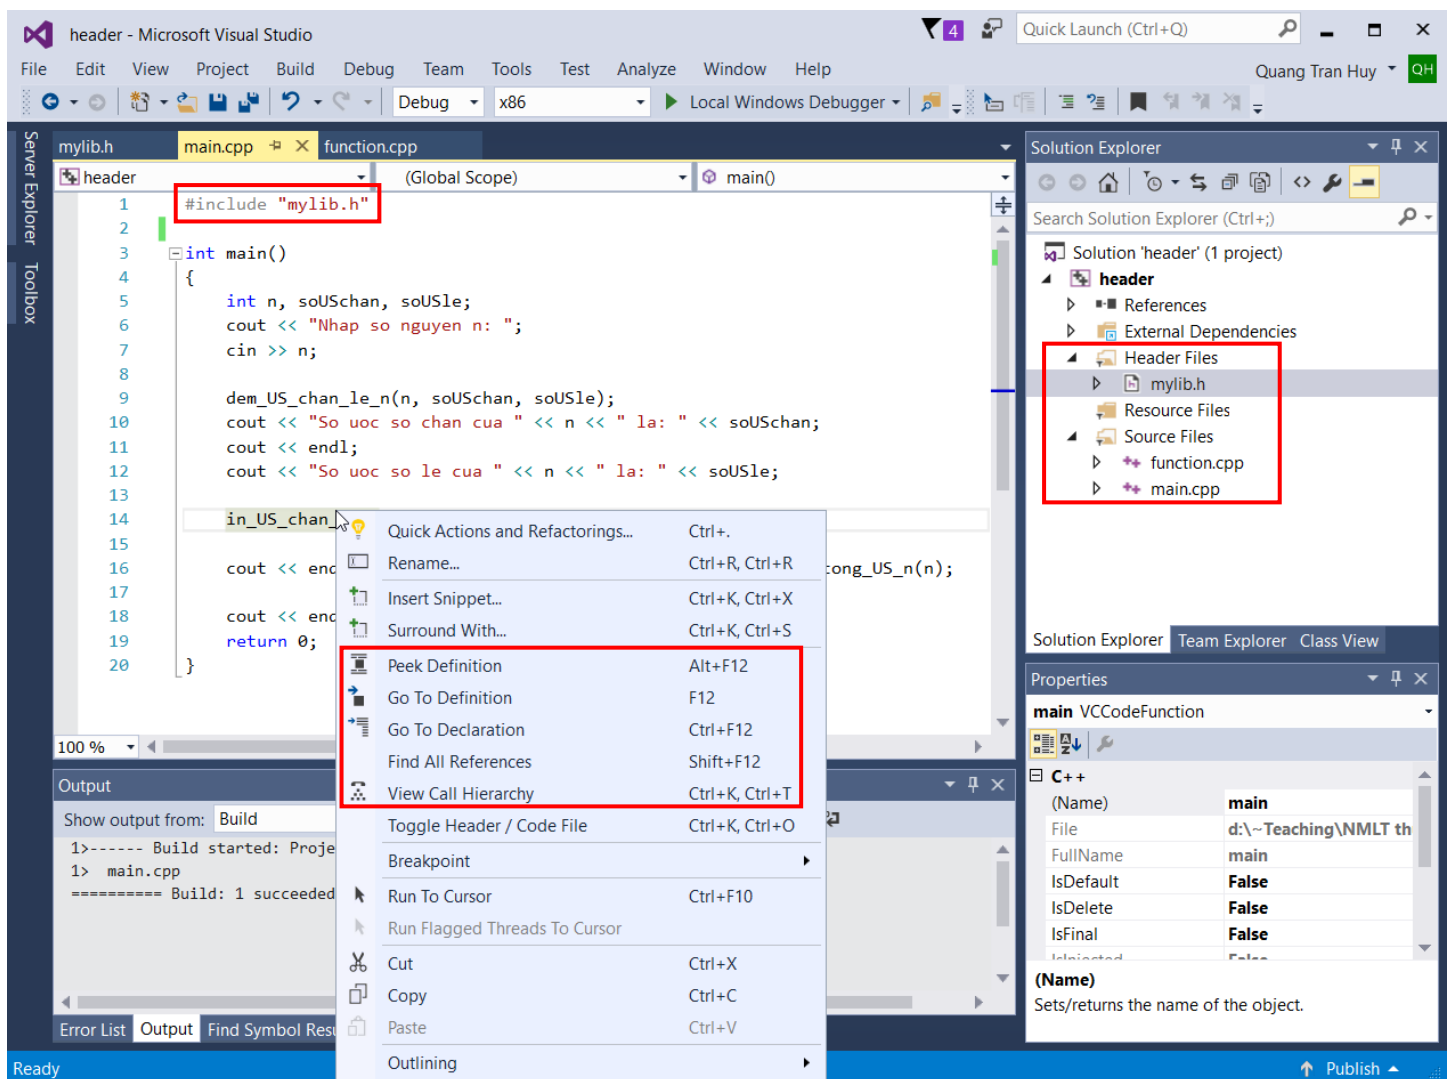 header - Microsoft Visual Studio
4
Quick Launch (Ctrl+Q)
File Edit View Project Build Debug Team Tools Test Analyze Window Help
Quang Tran Huy QH
Debug x86 Local Windows Debugger
Server Explorer
Toolbox
mylib.h main.cpp function.cpp
header (Global Scope) main()
1 #include "mylib.h"
2
3 int main()
4 {
5 int n, soUSchan, soUSle;
6 cout << "Nhap so nguyen n: ";
7 cin >> n;
8
9 dem_US_chan_le_n(n, soUSchan, soUSle);
10 cout << "So uoc so chan cua " << n << " la: " << soUSchan;
11 cout << endl;
12 cout << "So uoc so le cua " << n << " la: " << soUSle;
13
14 in_US_chan_
15
16 cout << end ong_US_n(n);
17
18 cout << end
19 return 0;
20 }
100 %
Quick Actions and Refactorings... Ctrl+.
Rename... Ctrl+R, Ctrl+R
Insert Snippet... Ctrl+K, Ctrl+X
Surround With... Ctrl+K, Ctrl+S
Peek Definition Alt+F12
Go To Definition F12
Go To Declaration Ctrl+F12
Find All References Shift+F12
View Call Hierarchy Ctrl+K, Ctrl+T
Toggle Header / Code File Ctrl+K, Ctrl+O
Breakpoint
Run To Cursor Ctrl+F10
Run Flagged Threads To Cursor
Cut Ctrl+X
Copy Ctrl+C
Paste Ctrl+V
Outlining
Output
Show output from: Build
1>------ Build started: Proje
1> main.cpp
========== Build: 1 succeeded
Error List Output Find Symbol Resu
Solution Explorer
Search Solution Explorer (Ctrl+;)
Solution 'header' (1 project)
header
References
External Dependencies
Header Files
mylib.h
Resource Files
Source Files
function.cpp
main.cpp
Solution Explorer Team Explorer Class View
Properties
main VCCodeFunction
C++
(Name) main
File d:\~Teaching\NMLT th
FullName main
IsDefault False
IsDelete False
IsFinal False
IsInjected False
(Name)
Sets/returns the name of the object.
Ready
Publish